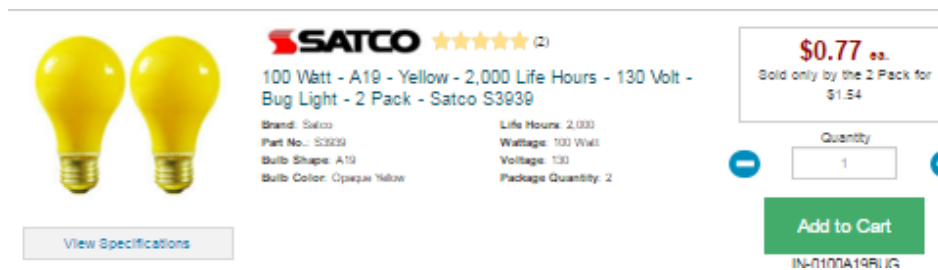 SATCO (2)
100 Watt - A19 - Yellow - 2,000 Life Hours - 130 Volt -
Bug Light - 2 Pack - Satco S3939
Brand: Satco
Part No.: S3939
Bulb Shape: A19
Bulb Color: Opaque Yellow
Life Hours: 2,000
Wattage: 100 Watt
Voltage: 130
Package Quantity: 2
View Specifications
$0.77 ea.
Sold only by the 2 Pack for
$1.54
Quantity
1
Add to Cart
IN-0100A19BUG